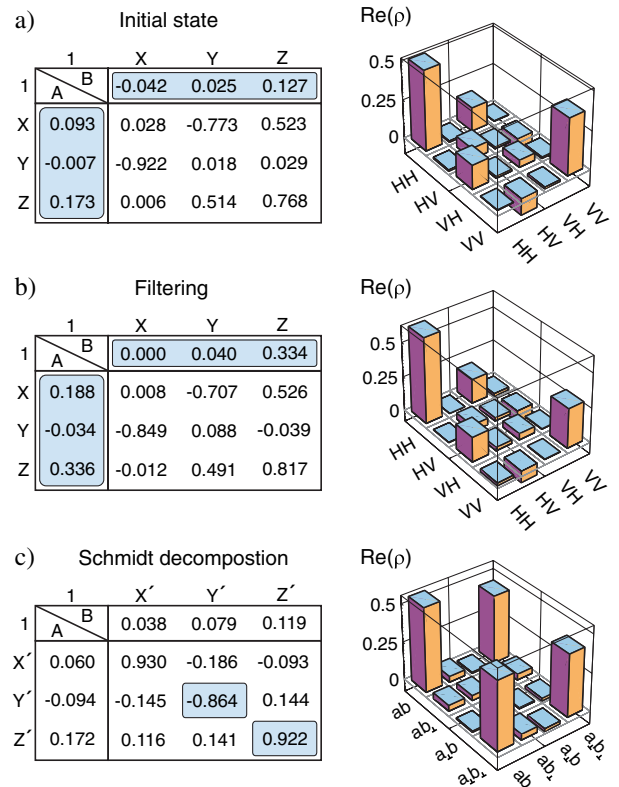 a) Initial state
1 X Y Z
A B
1 -0.042 0.025 0.127
X 0.093 0.028 -0.773 0.523
Y -0.007 -0.922 0.018 0.029
Z 0.173 0.006 0.514 0.768
Re(ρ)
0.5
0.25
0
HH HV VH VV
HH HV VH VV
b) Filtering
1 X Y Z
A B
1 0.000 0.040 0.334
X 0.188 0.008 -0.707 0.526
Y -0.034 -0.849 0.088 -0.039
Z 0.336 -0.012 0.491 0.817
Re(ρ)
0.5
0.25
0
HH HV VH VV
HH HV VH VV
c) Schmidt decompostion
1 X´ Y´ Z´
A B
1 0.038 0.079 0.119
X´ 0.060 0.930 -0.186 -0.093
Y´ -0.094 -0.145 -0.864 0.144
Z´ 0.172 0.116 0.141 0.922
Re(ρ)
0.5
0.25
0
ab ab⊥ a⊥b a⊥b⊥
ab ab⊥ a⊥b a⊥b⊥